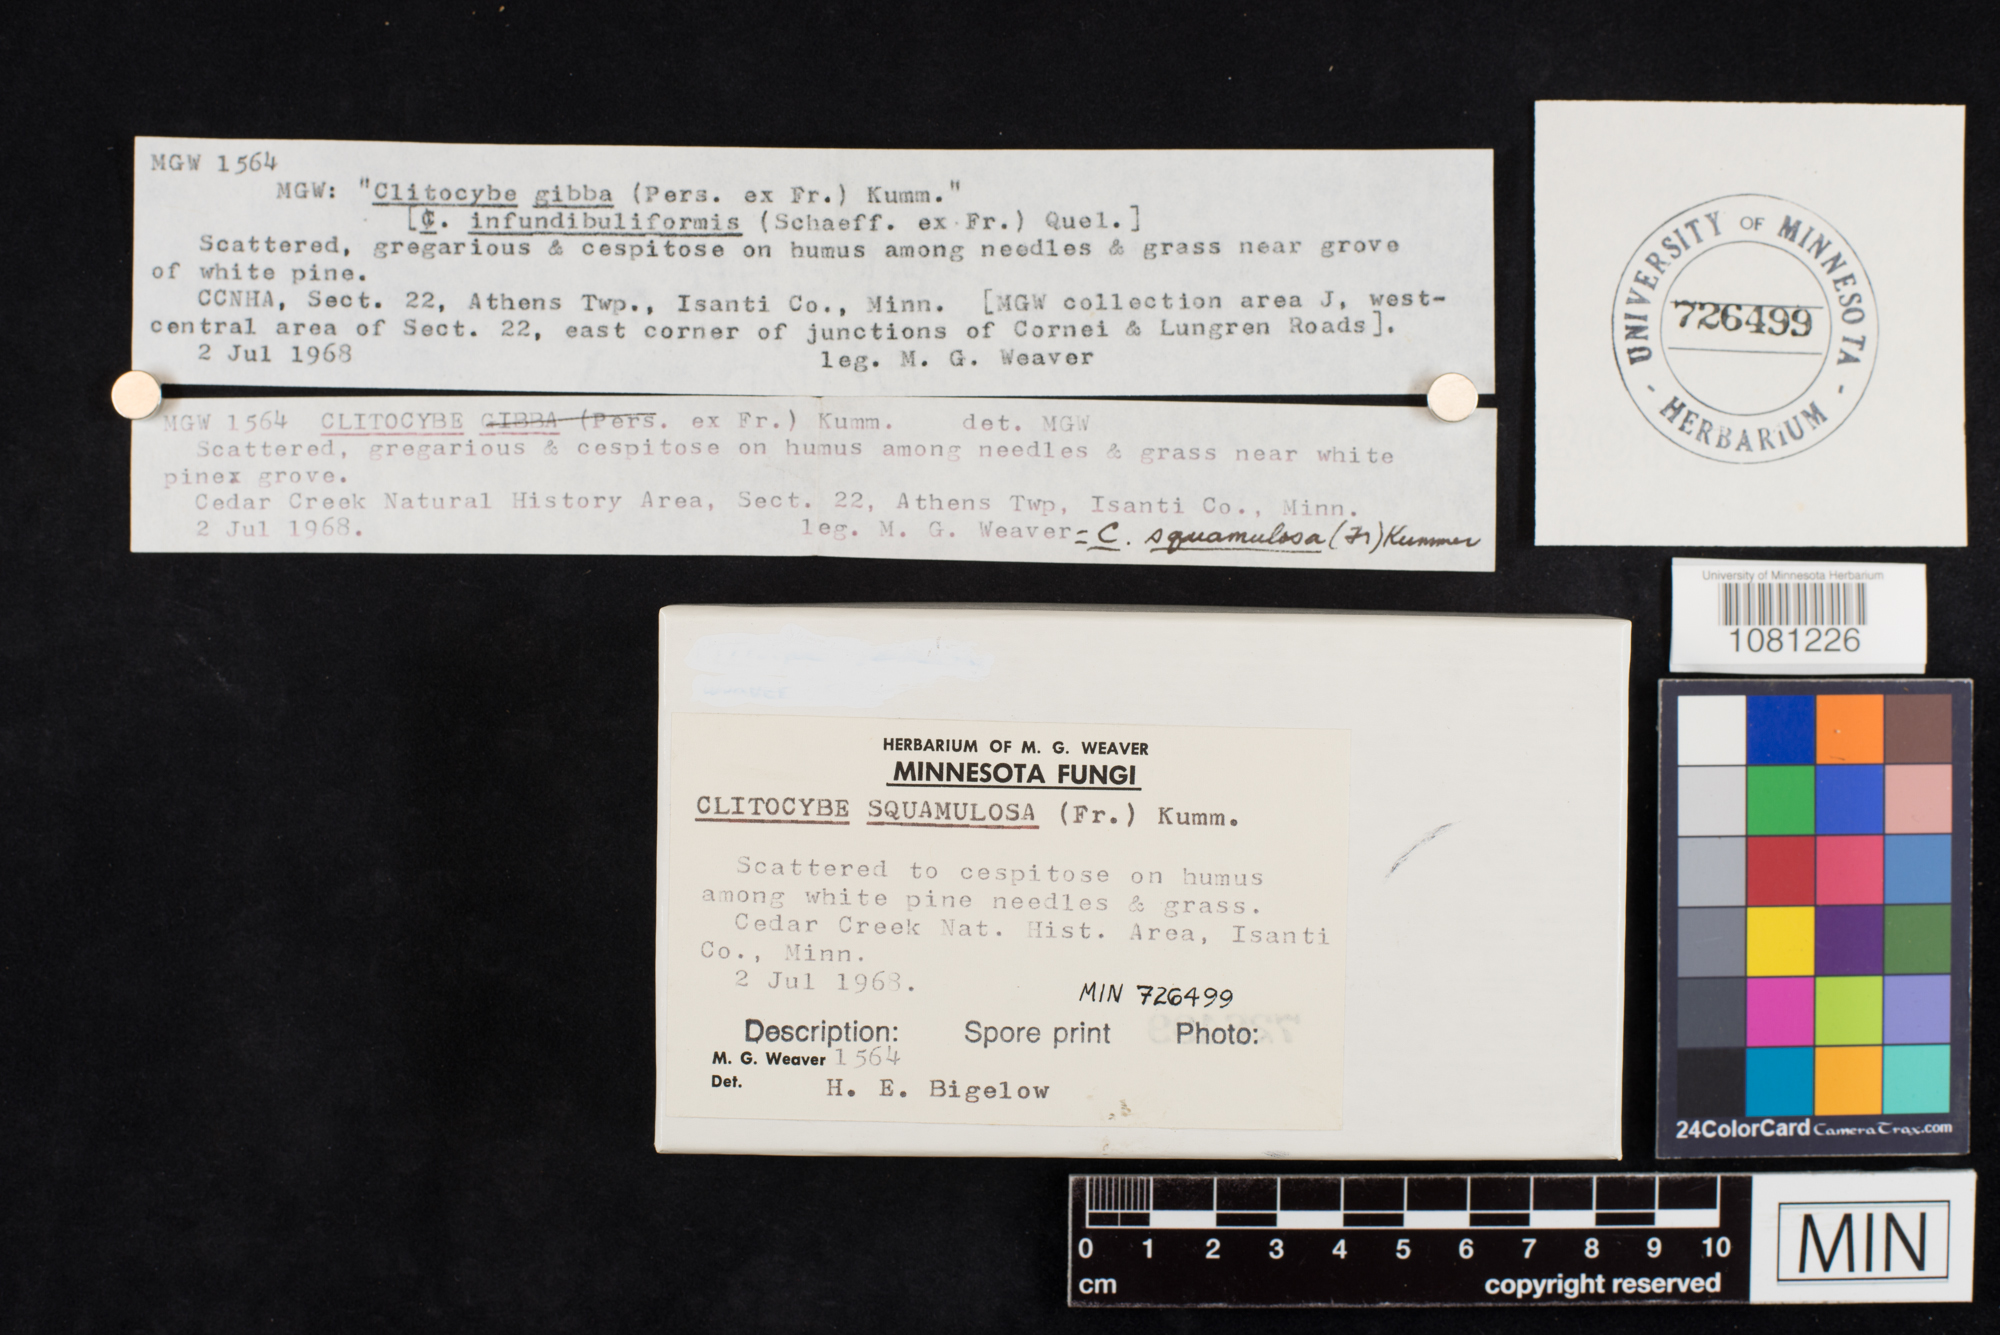 MGW 1564
MGW: "Clitocybe gibba (Pers. ex Fr.) Kumm."
[C. infundibuliformis (Schaeff. ex Fr.) Quel.]
Scattered, gregarious & cespitose on humus among needles & grass near grove
of white pine.
CCNHA, Sect. 22, Athens Twp., Isanti Co., Minn. [MGW collection area J, west-
central area of Sect. 22, east corner of junctions of Cornei & Lungren Roads].
2 Jul 1968 leg. M. G. Weaver
MGW 1564 CLITOCYBE GIBBA (Pers. ex Fr.) Kumm. det. MGW
Scattered, gregarious & cespitose on humus among needles & grass near white
pinex grove.
Cedar Creek Natural History Area, Sect. 22, Athens Twp, Isanti Co., Minn.
2 Jul 1968. leg. M. G. Weaver = C. squamulosa (Fr) Kummer
UNIVERSITY OF MINNESOTA
726499
- HERBARIUM -
University of Minnesota Herbarium
1081226
HERBARIUM OF M. G. WEAVER
MINNESOTA FUNGI
CLITOCYBE SQUAMULOSA (Fr.) Kumm.
Scattered to cespitose on humus
among white pine needles & grass.
Cedar Creek Nat. Hist. Area, Isanti
Co., Minn.
2 Jul 1968.
MIN 726499
Description: Spore print Photo:
M. G. Weaver 1564
Det. H. E. Bigelow
24ColorCard CameraTrax.com
0 1 2 3 4 5 6 7 8 9 10
cm copyright reserved
MIN